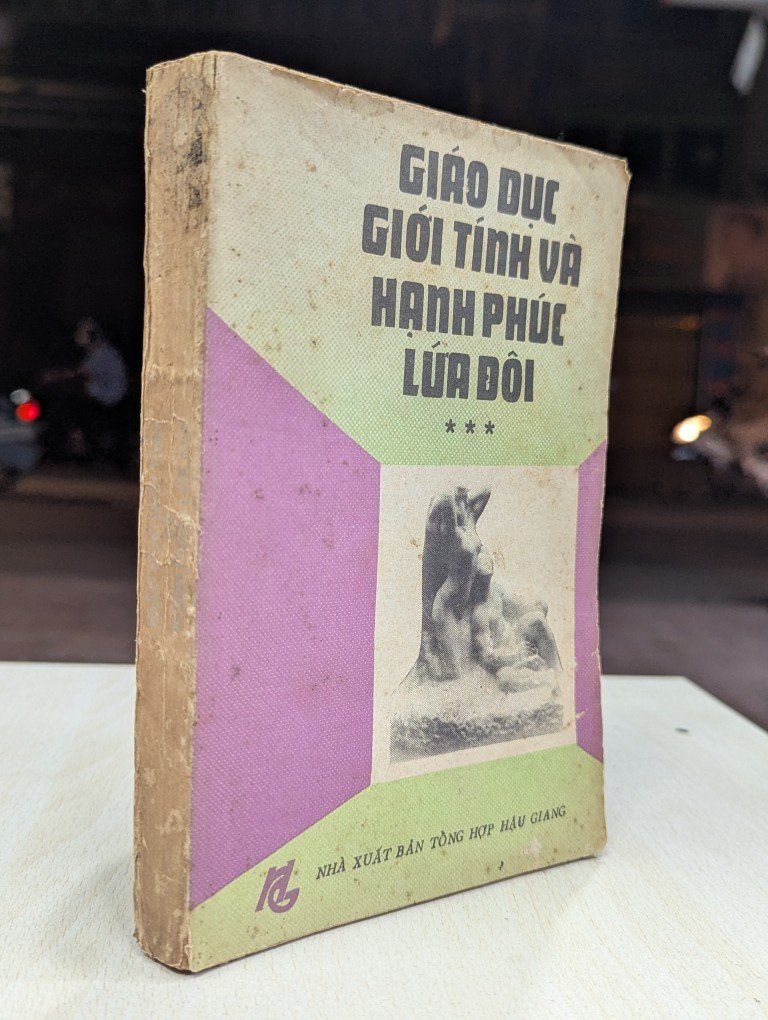 GIÁO DỤC
GIỚI TÍNH VÀ
HẠNH PHÚC
LỨA ĐÔI
***
NHÀ XUẤT BẢN TỔNG HỢP HẬU GIANG